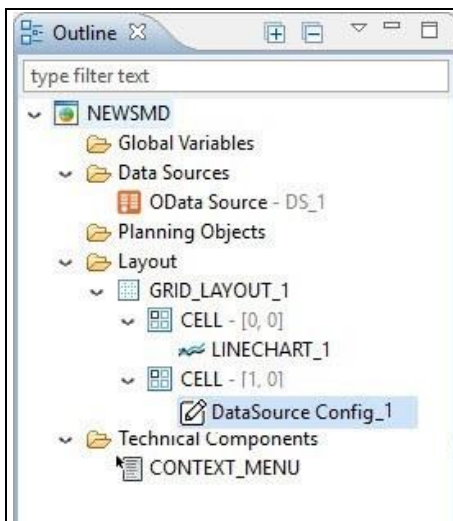 Outline
type filter text
NEWSMD
Global Variables
Data Sources
OData Source - DS_1
Planning Objects
Layout
GRID_LAYOUT_1
CELL - [0, 0]
LINECHART_1
CELL - [1, 0]
DataSource Config_1
Technical Components
CONTEXT_MENU